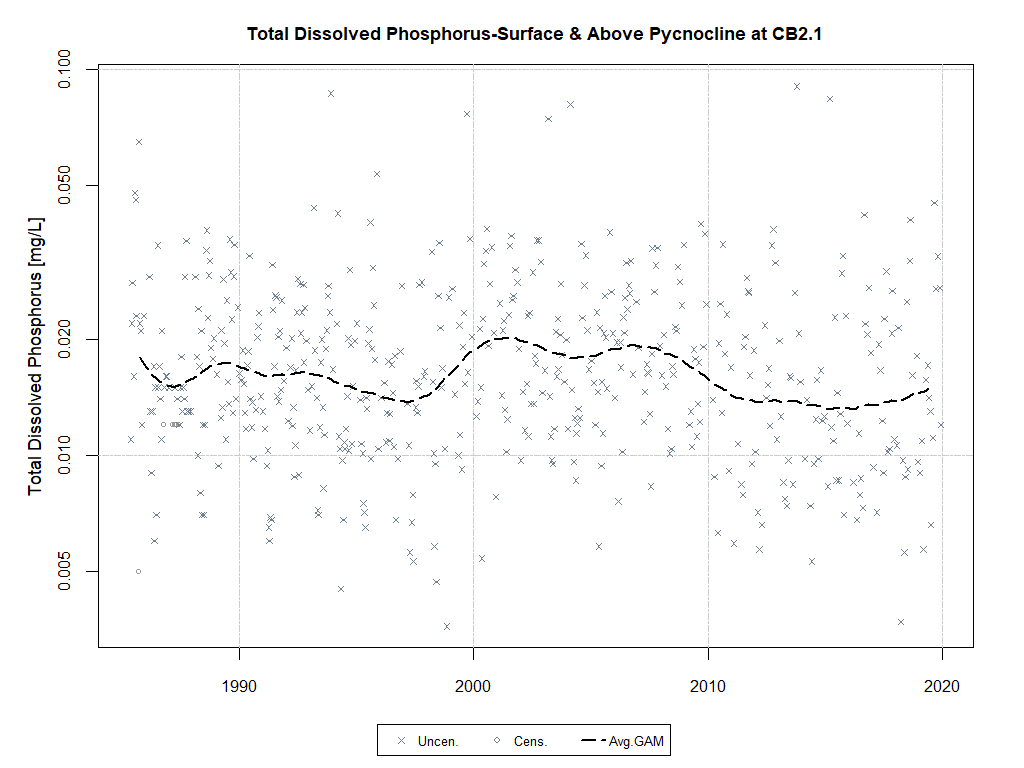 Total Dissolved Phosphorus-Surface & Above Pycnocline at CB2.1
Total Dissolved Phosphorus [mg/L]
0.100
0.050
0.020
0.010
0.005
1990 2000 2010 2020
Uncen. Cens. Avg.GAM